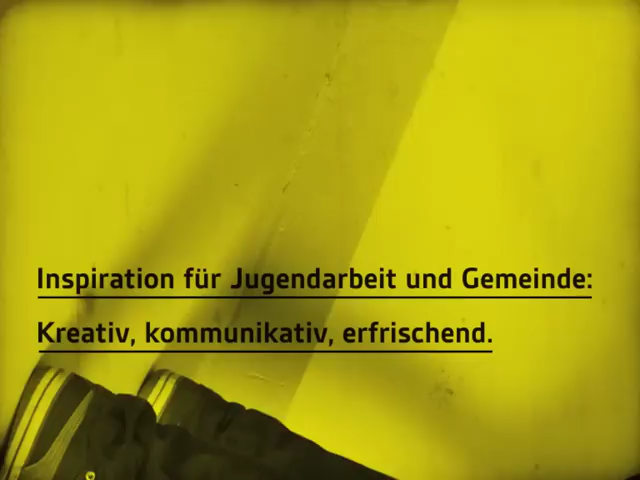 Inspiration für Jugendarbeit und Gemeinde:
Kreativ, kommunikativ, erfrischend.